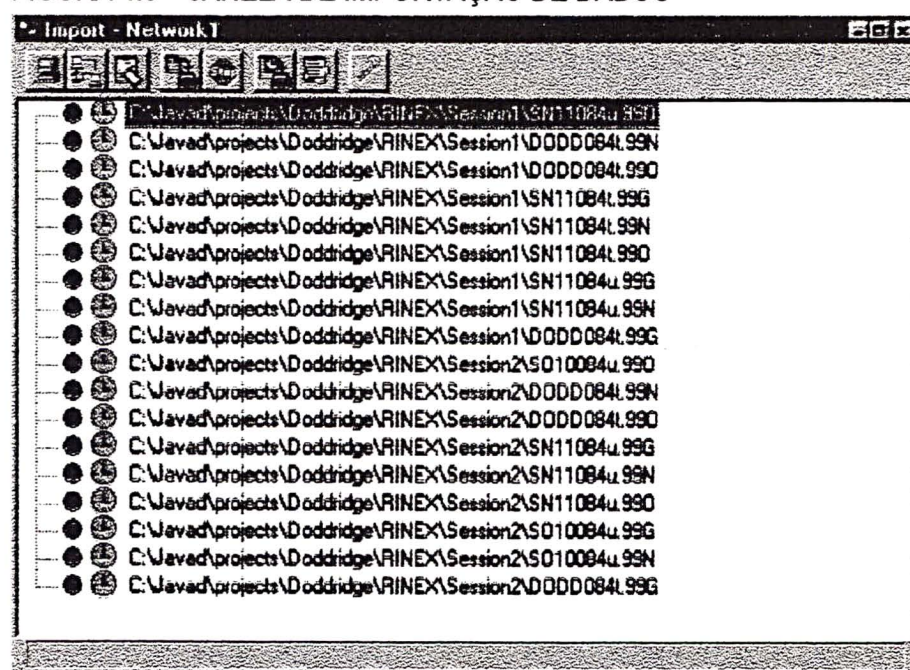 Import - Network1
C:\Javad\projects\Doddridge\RINEX\Session1\SN11084u.99O
C:\Javad\projects\Doddridge\RINEX\Session1\DODD084t.99N
C:\Javad\projects\Doddridge\RINEX\Session1\DODD084t.99O
C:\Javad\projects\Doddridge\RINEX\Session1\SN11084t.99G
C:\Javad\projects\Doddridge\RINEX\Session1\SN11084t.99N
C:\Javad\projects\Doddridge\RINEX\Session1\SN11084t.99O
C:\Javad\projects\Doddridge\RINEX\Session1\SN11084u.99G
C:\Javad\projects\Doddridge\RINEX\Session1\SN11084u.99N
C:\Javad\projects\Doddridge\RINEX\Session1\DODD084t.99G
C:\Javad\projects\Doddridge\RINEX\Session2\SO10084u.99O
C:\Javad\projects\Doddridge\RINEX\Session2\DODD084t.99N
C:\Javad\projects\Doddridge\RINEX\Session2\DODD084t.99O
C:\Javad\projects\Doddridge\RINEX\Session2\SN11084u.99G
C:\Javad\projects\Doddridge\RINEX\Session2\SN11084u.99N
C:\Javad\projects\Doddridge\RINEX\Session2\SN11084u.99O
C:\Javad\projects\Doddridge\RINEX\Session2\SO10084u.99G
C:\Javad\projects\Doddridge\RINEX\Session2\SO10084u.99N
C:\Javad\projects\Doddridge\RINEX\Session2\DODD084t.99G